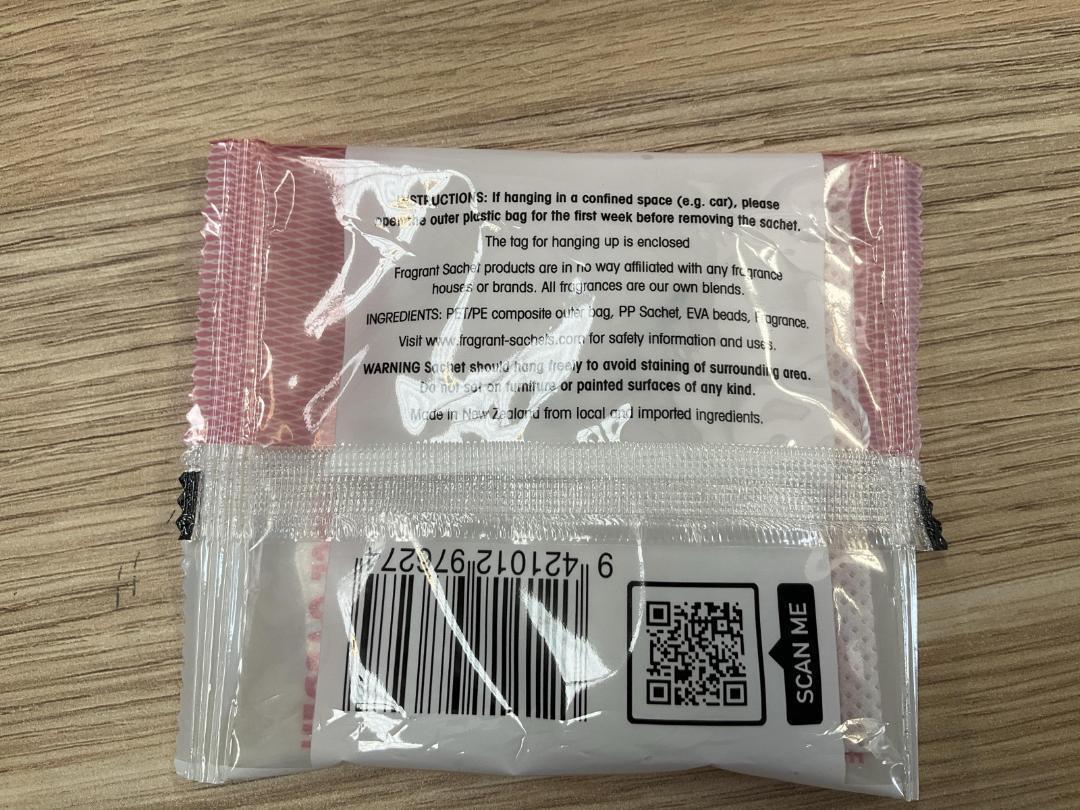 INSTRUCTIONS: If hanging in a confined space (e.g. car), please
open the outer plastic bag for the first week before removing the sachet.
The tag for hanging up is enclosed
Fragrant Sachet products are in no way affiliated with any fragrance
houses or brands. All fragrances are our own blends.
INGREDIENTS: PET/PE composite outer bag, PP Sachet, EVA beads, Fragrance.
Visit www.fragrant-sachets.com for safety information and uses.
WARNING Sachet should hang freely to avoid staining of surrounding area.
Do not set on furniture or painted surfaces of any kind.
Made in New Zealand from local and imported ingredients.
9 421012 976274
SCAN ME